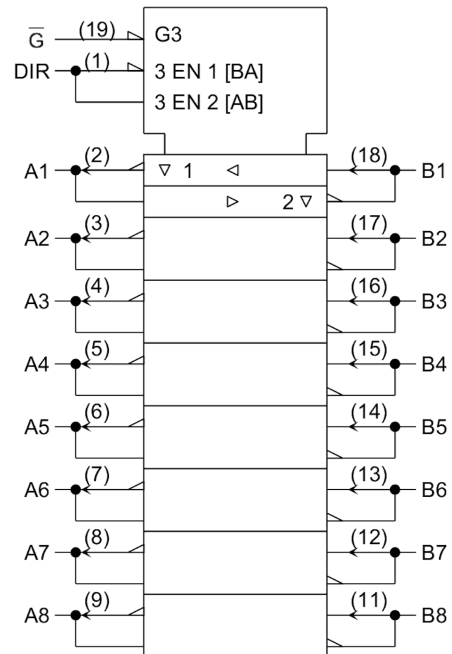 G̅ (19) G3
DIR (1) 3 EN 1 [BA]
3 EN 2 [AB]
A1 (2) ▽ 1 ◁ (18) B1
▷ 2 ▽
A2 (3) (17) B2
A3 (4) (16) B3
A4 (5) (15) B4
A5 (6) (14) B5
A6 (7) (13) B6
A7 (8) (12) B7
A8 (9) (11) B8